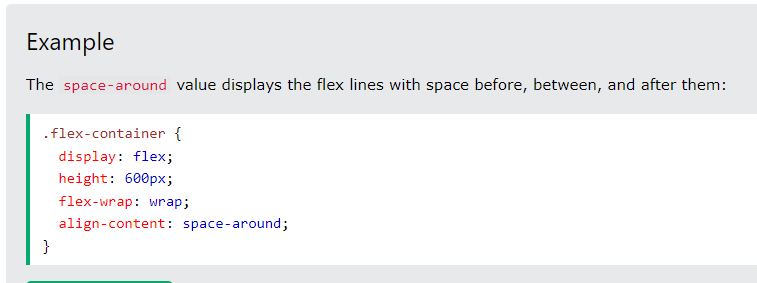 Example
The space-around value displays the flex lines with space before, between, and after them:
.flex-container {
  display: flex;
  height: 600px;
  flex-wrap: wrap;
  align-content: space-around;
}